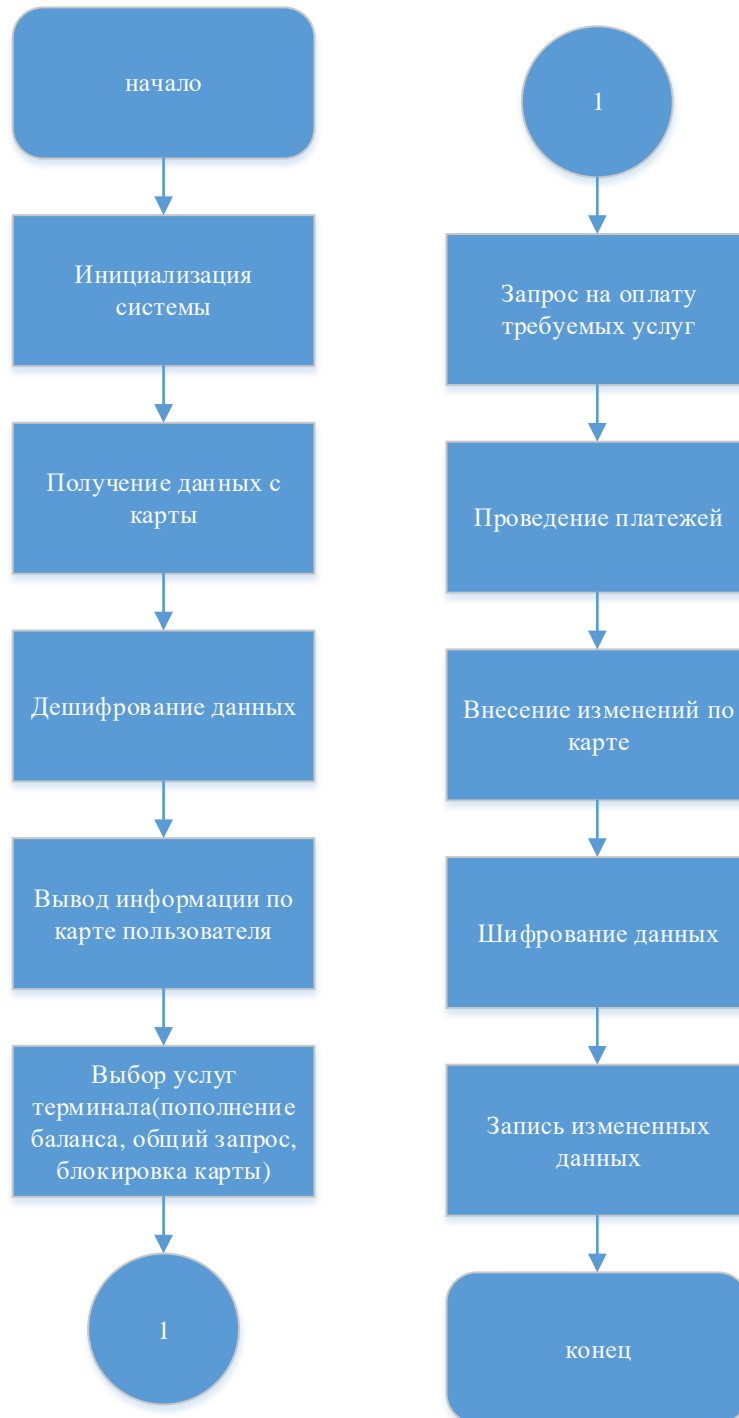 начало
Инициализация
системы
Получение данных с
карты
Дешифрование данных
Вывод информации по
карте пользователя
Выбор услуг
терминала(пополнение
баланса, общий запрос,
блокировка карты)
1
1
Запрос на оплату
требуемых услуг
Проведение платежей
Внесение изменений по
карте
Шифрование данных
Запись измененных
данных
конец